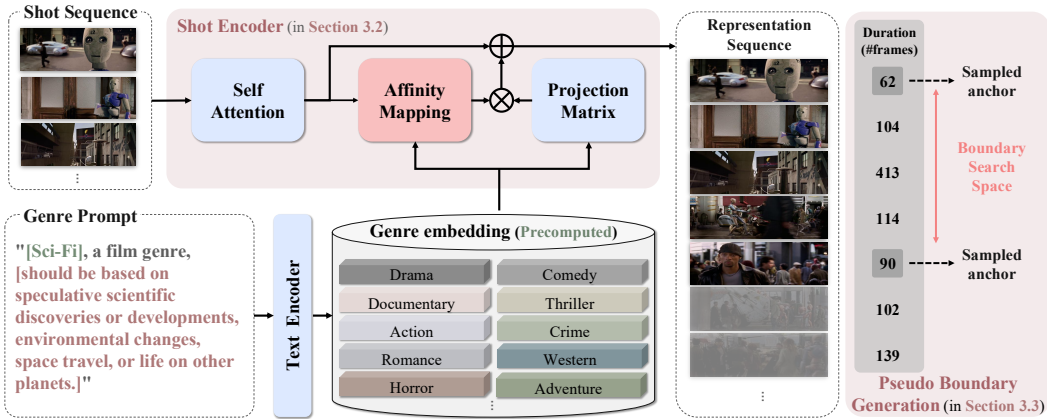 Shot Sequence
⋮
Shot Encoder (in Section 3.2)
Self
Attention
Affinity
Mapping
Projection
Matrix
Genre Prompt
"[Sci-Fi], a film genre,
[should be based on
speculative scientific
discoveries or developments,
environmental changes,
space travel, or life on other
planets.]"
Text Encoder
Genre embedding (Precomputed)
Drama
Comedy
Documentary
Thriller
Action
Crime
Romance
Western
Horror
Adventure
⋮
Representation
Sequence
⋮
Duration
(#frames)
62
104
413
114
90
102
139
Sampled
anchor
Boundary
Search
Space
Sampled
anchor
Pseudo Boundary
Generation (in Section 3.3)